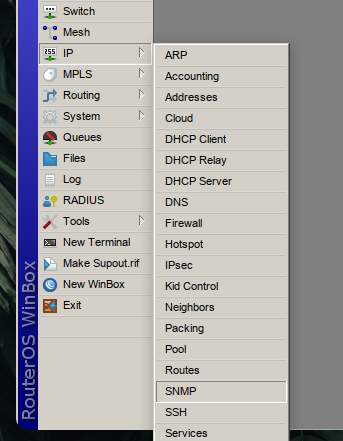 Switch
Mesh
IP
MPLS
Routing
System
Queues
Files
Log
RADIUS
Tools
New Terminal
Make Supout.rif
New WinBox
Exit
RouterOS WinBox
ARP
Accounting
Addresses
Cloud
DHCP Client
DHCP Relay
DHCP Server
DNS
Firewall
Hotspot
IPsec
Kid Control
Neighbors
Packing
Pool
Routes
SNMP
SSH
Services